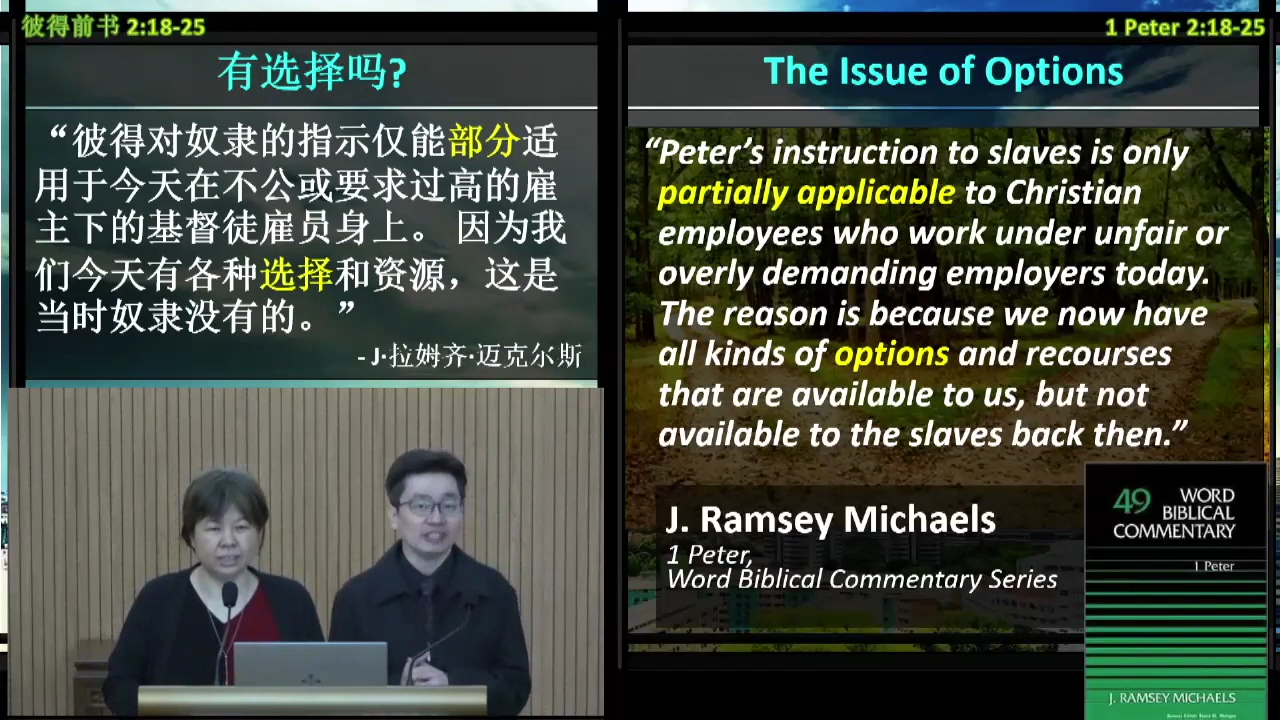 彼得前书 2:18-25
有选择吗?
“彼得对奴隶的指示仅能部分适
用于今天在不公或要求过高的雇
主下的基督徒雇员身上。 因为我
们今天有各种选择和资源，这是
当时奴隶没有的。”
- J·拉姆齐·迈克尔斯
1 Peter 2:18-25
The Issue of Options
“Peter’s instruction to slaves is only
partially applicable to Christian
employees who work under unfair or
overly demanding employers today.
The reason is because we now have
all kinds of options and recourses
that are available to us, but not
available to the slaves back then.”
J. Ramsey Michaels
1 Peter,
Word Biblical Commentary Series
49 WORD
BIBLICAL
COMMENTARY
1 Peter
J. RAMSEY MICHAELS